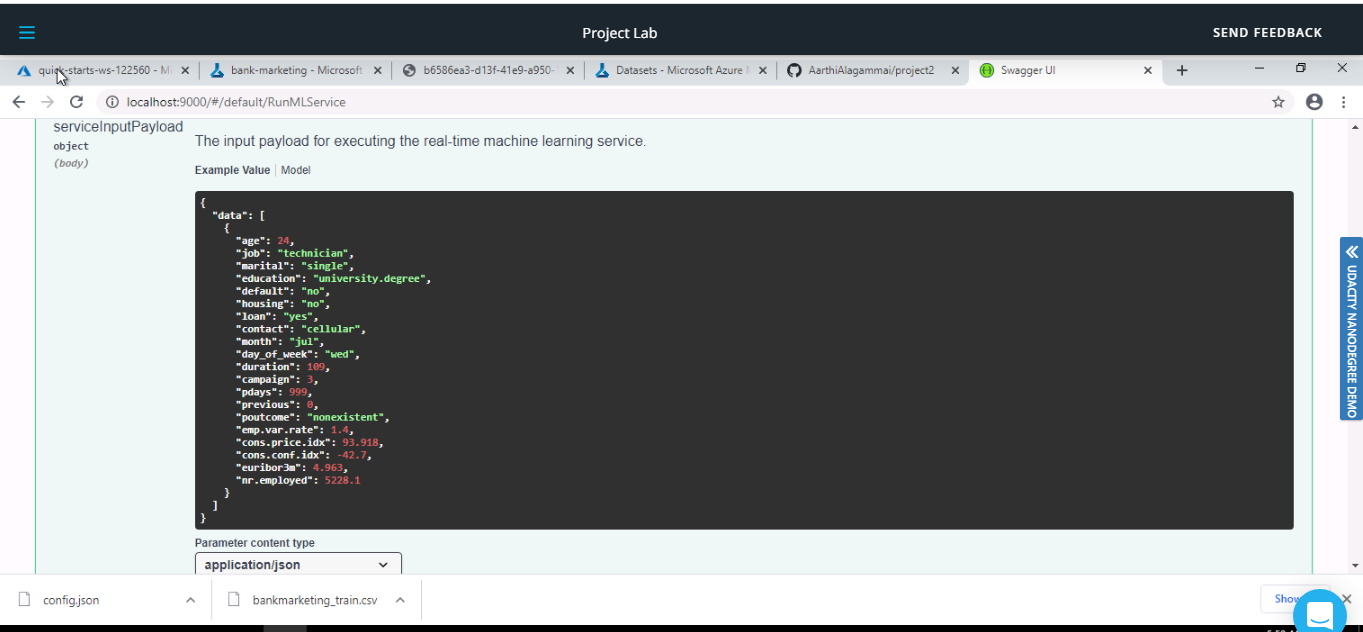 Project Lab
SEND FEEDBACK
quick-starts-ws-122560 - Mi
bank-marketing - Microsoft
b6586ea3-d13f-41e9-a950-
Datasets - Microsoft Azure
AarthiAlagammai/project2
Swagger UI
localhost:9000/#/default/RunMLService
serviceInputPayload
object
(body)
The input payload for executing the real-time machine learning service.
Example Value
Model
{
"data": [
{
"age": 24,
"job": "technician",
"marital": "single",
"education": "university.degree",
"default": "no",
"housing": "no",
"loan": "yes",
"contact": "cellular",
"month": "jul",
"day_of_week": "wed",
"duration": 109,
"campaign": 3,
"pdays": 999,
"previous": 0,
"poutcome": "nonexistent",
"emp.var.rate": 1.4,
"cons.price.idx": 93.918,
"cons.conf.idx": -42.7,
"euribor3m": 4.963,
"nr.employed": 5228.1
}
]
}
Parameter content type
application/json
UDACITY NANODEGREE DEMO
config.json
bankmarketing_train.csv
Show